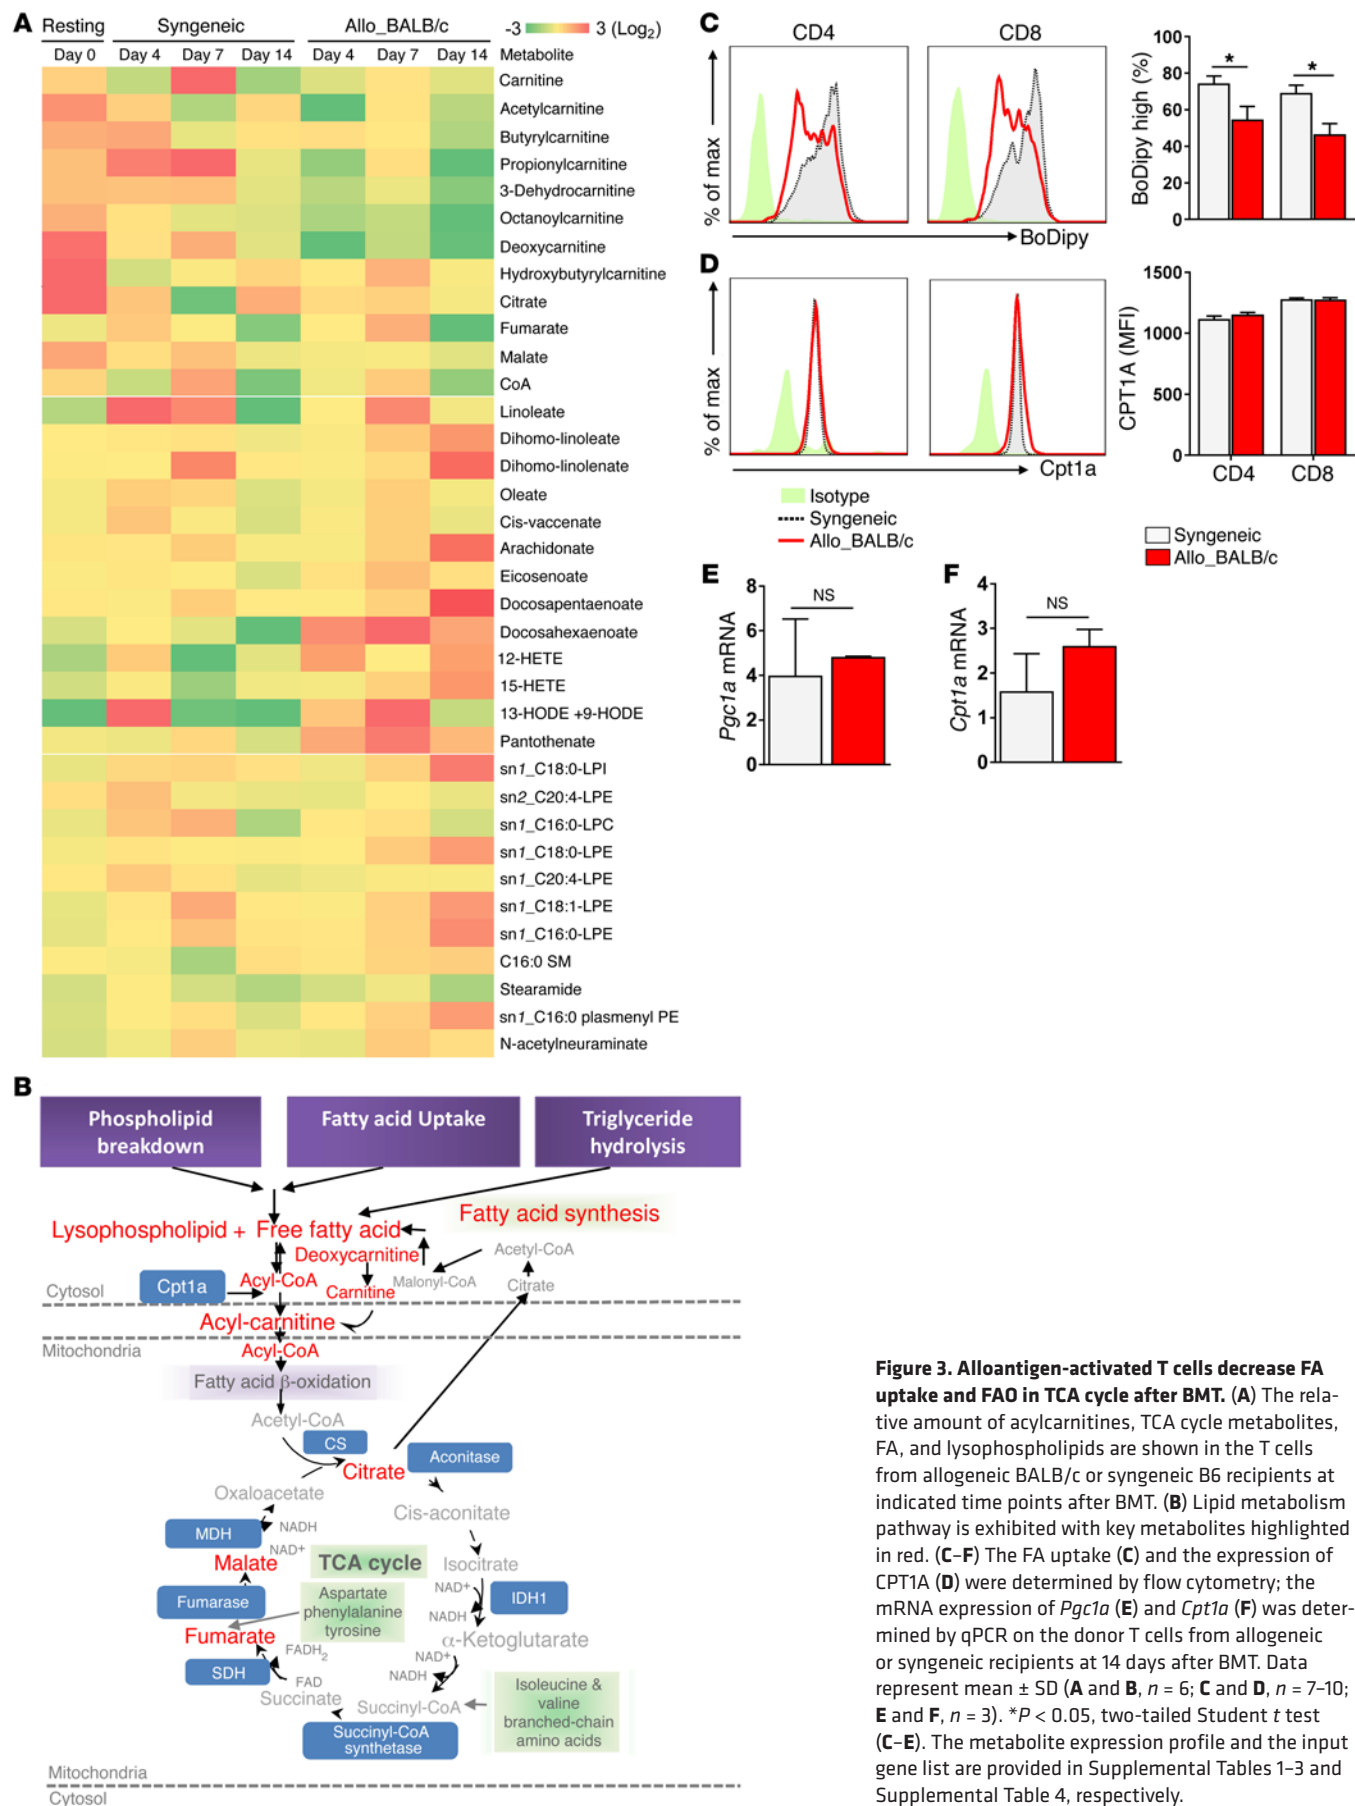 A
Resting
Syngeneic
Allo_BALB/c
-3
3 (Log2)
Day 0
Day 4
Day 7
Day 14
Day 4
Day 7
Day 14
Metabolite
Carnitine
Acetylcarnitine
Butyrylcarnitine
Propionylcarnitine
3-Dehydrocarnitine
Octanoylcarnitine
Deoxycarnitine
Hydroxybutyrylcarnitine
Citrate
Fumarate
Malate
CoA
Linoleate
Dihomo-linoleate
Dihomo-linolenate
Oleate
Cis-vaccenate
Arachidonate
Eicosenoate
Docosapentaenoate
Docosahexaenoate
12-HETE
15-HETE
13-HODE +9-HODE
Pantothenate
sn1_C18:0-LPI
sn2_C20:4-LPE
sn1_C16:0-LPC
sn1_C18:0-LPE
sn1_C20:4-LPE
sn1_C18:1-LPE
sn1_C16:0-LPE
C16:0 SM
Stearamide
sn1_C16:0 plasmenyl PE
N-acetylneuraminate
B
Phospholipid
breakdown
Fatty acid Uptake
Triglyceride
hydrolysis
Lysophospholipid + Free fatty acid
Fatty acid synthesis
Deoxycarnitine
Acetyl-CoA
Cpt1a
Acyl-CoA
Carnitine
Malonyl-CoA
Citrate
Cytosol
Acyl-carnitine
Mitochondria
Acyl-CoA
Fatty acid β-oxidation
Acetyl-CoA
CS
Citrate
Aconitase
Oxaloacetate
Cis-aconitate
MDH
NADH
NAD+
Malate
TCA cycle
Isocitrate
Fumarase
Aspartate
phenylalanine
tyrosine
NAD+
NADH
IDH1
Fumarate
FADH2
α-Ketoglutarate
NAD+
NADH
SDH
FAD
Succinate
Succinyl-CoA
Isoleucine &
valine
branched-chain
amino acids
Succinyl-CoA
synthetase
Mitochondria
Cytosol
C
CD4
CD8
% of max
BoDipy
BoDipy high (%)
100
80
60
40
20
0
*
*
D
% of max
Cpt1a
CPT1A (MFI)
1500
1000
500
0
CD4
CD8
Isotype
Syngeneic
Allo_BALB/c
Syngeneic
Allo_BALB/c
E
Pgc1a mRNA
8
6
4
2
0
NS
F
Cpt1a mRNA
4
3
2
1
0
NS
Figure 3. Alloantigen-activated T cells decrease FA
uptake and FAO in TCA cycle after BMT. (A) The rela-
tive amount of acylcarnitines, TCA cycle metabolites,
FA, and lysophospholipids are shown in the T cells
from allogeneic BALB/c or syngeneic B6 recipients at
indicated time points after BMT. (B) Lipid metabolism
pathway is exhibited with key metabolites highlighted
in red. (C–F) The FA uptake (C) and the expression of
CPT1A (D) were determined by flow cytometry; the
mRNA expression of Pgc1a (E) and Cpt1a (F) was deter-
mined by qPCR on the donor T cells from allogeneic
or syngeneic recipients at 14 days after BMT. Data
represent mean ± SD (A and B, n = 6; C and D, n = 7–10;
E and F, n = 3). *P < 0.05, two-tailed Student t test
(C–E). The metabolite expression profile and the input
gene list are provided in Supplemental Tables 1–3 and
Supplemental Table 4, respectively.